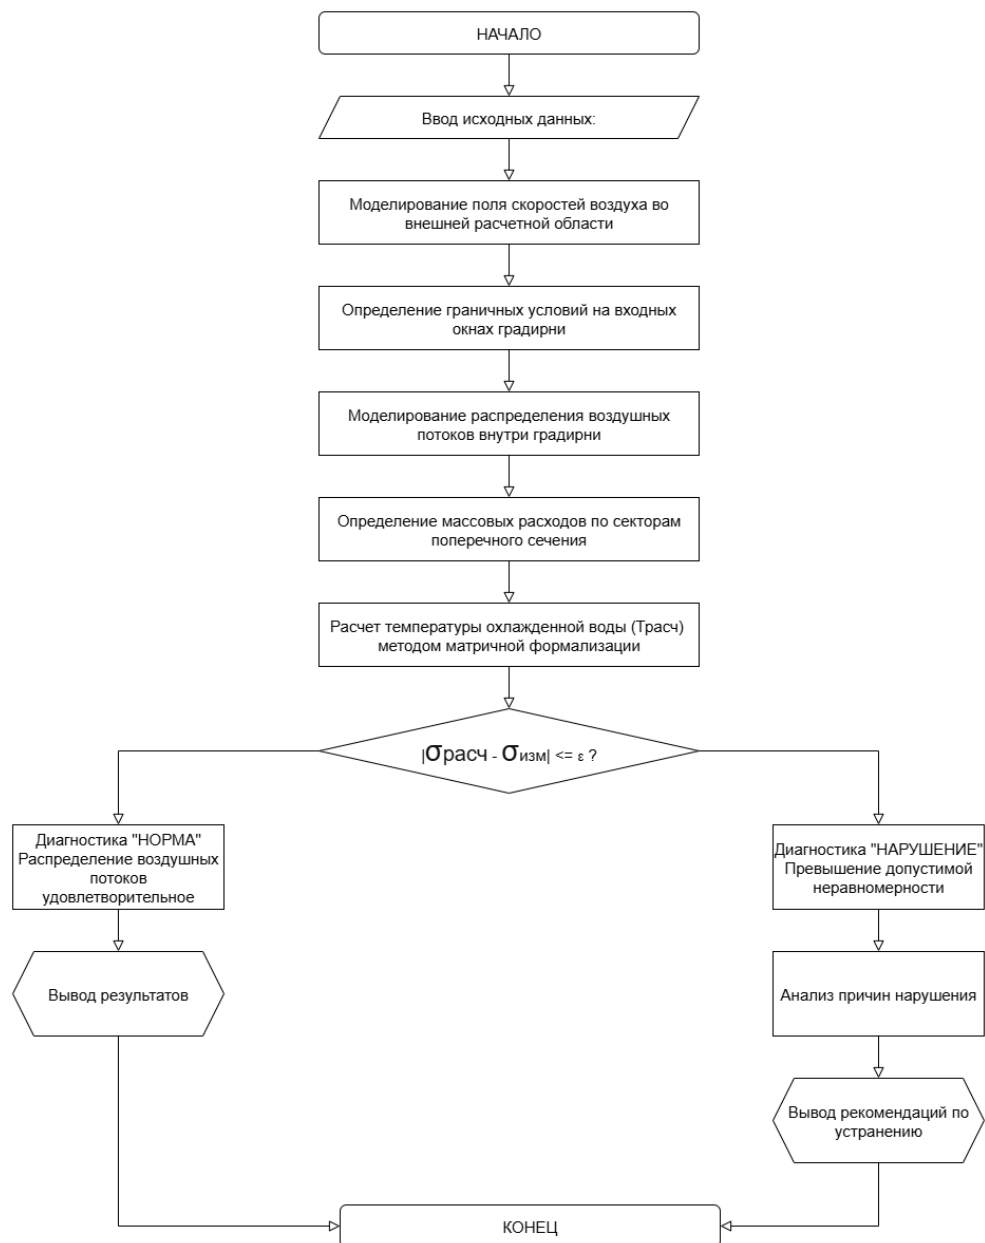 НАЧАЛО
Ввод исходных данных:
Моделирование поля скоростей воздуха во
внешней расчетной области
Определение граничных условий на входных
окнах градирни
Моделирование распределения воздушных
потоков внутри градирни
Определение массовых расходов по секторам
поперечного сечения
Расчет температуры охлажденной воды (Трасч)
методом матричной формализации
|σрасч - σизм| <= ε ?
Диагностика "НОРМА"
Распределение воздушных
потоков
удовлетворительное
Вывод результатов
Диагностика "НАРУШЕНИЕ"
Превышение допустимой
неравномерности
Анализ причин нарушения
Вывод рекомендаций по
устранению
КОНЕЦ